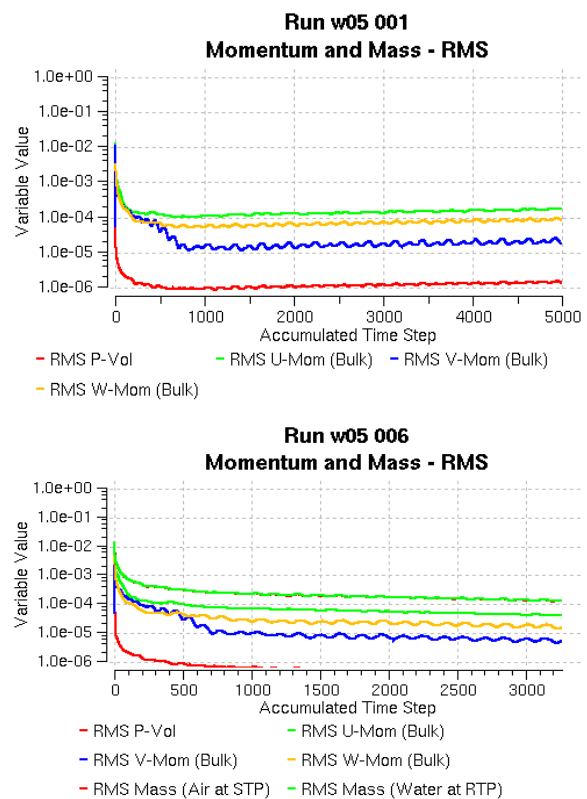 Run w05 001
Momentum and Mass - RMS
1.0e+00
1.0e-01
1.0e-02
1.0e-03
1.0e-04
1.0e-05
1.0e-06
Variable Value
0 1000 2000 3000 4000 5000
Accumulated Time Step
RMS P-Vol RMS U-Mom (Bulk) RMS V-Mom (Bulk)
RMS W-Mom (Bulk)
Run w05 006
Momentum and Mass - RMS
1.0e+00
1.0e-01
1.0e-02
1.0e-03
1.0e-04
1.0e-05
1.0e-06
Variable Value
0 500 1000 1500 2000 2500 3000
Accumulated Time Step
RMS P-Vol RMS U-Mom (Bulk)
RMS V-Mom (Bulk) RMS W-Mom (Bulk)
RMS Mass (Air at STP) RMS Mass (Water at RTP)